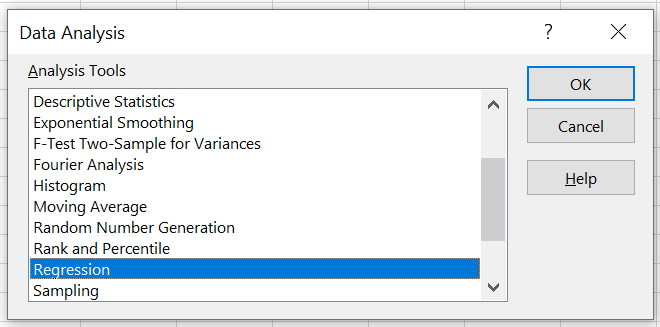 Data Analysis
?
Analysis Tools
Descriptive Statistics
Exponential Smoothing
F-Test Two-Sample for Variances
Fourier Analysis
Histogram
Moving Average
Random Number Generation
Rank and Percentile
Regression
Sampling
OK
Cancel
Help